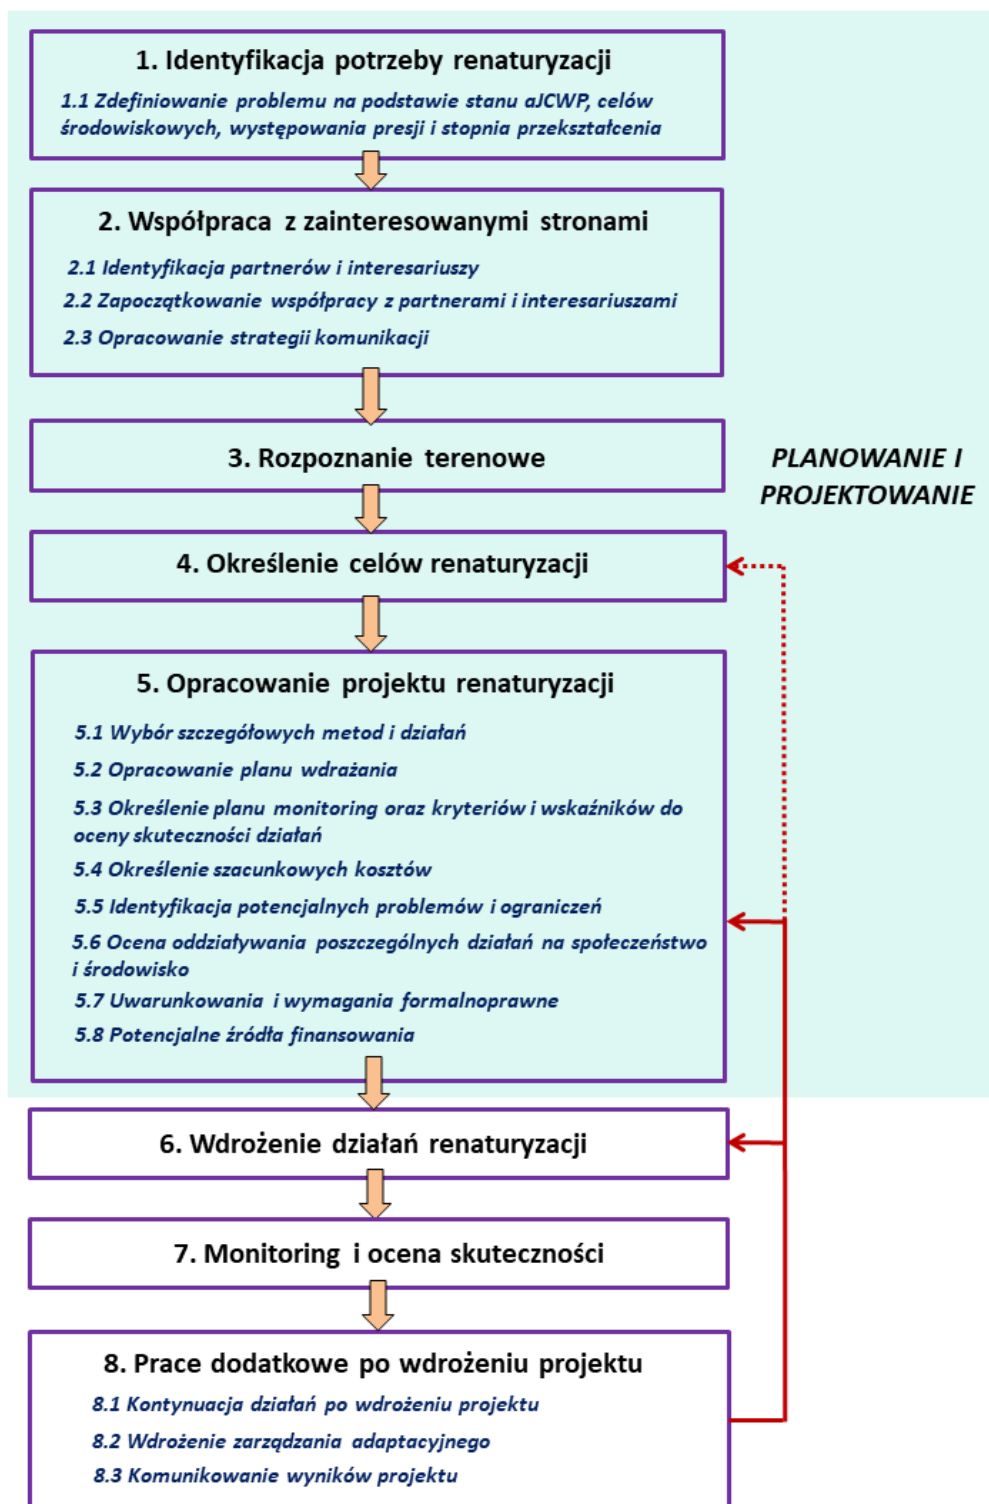 1. Identyfikacja potrzeby renaturyzacji
1.1 Zdefiniowanie problemu na podstawie stanu aJCWP, celów
środowiskowych, występowania presji i stopnia przekształcenia
2. Współpraca z zainteresowanymi stronami
2.1 Identyfikacja partnerów i interesariuszy
2.2 Zapoczątkowanie współpracy z partnerami i interesariuszami
2.3 Opracowanie strategii komunikacji
3. Rozpoznanie terenowe
PLANOWANIE I
PROJEKTOWANIE
4. Określenie celów renaturyzacji
5. Opracowanie projektu renaturyzacji
5.1 Wybór szczegółowych metod i działań
5.2 Opracowanie planu wdrażania
5.3 Określenie planu monitoring oraz kryteriów i wskaźników do
oceny skuteczności działań
5.4 Określenie szacunkowych kosztów
5.5 Identyfikacja potencjalnych problemów i ograniczeń
5.6 Ocena oddziaływania poszczególnych działań na społeczeństwo
i środowisko
5.7 Uwarunkowania i wymagania formalnoprawne
5.8 Potencjalne źródła finansowania
6. Wdrożenie działań renaturyzacji
7. Monitoring i ocena skuteczności
8. Prace dodatkowe po wdrożeniu projektu
8.1 Kontynuacja działań po wdrożeniu projektu
8.2 Wdrożenie zarządzania adaptacyjnego
8.3 Komunikowanie wyników projektu